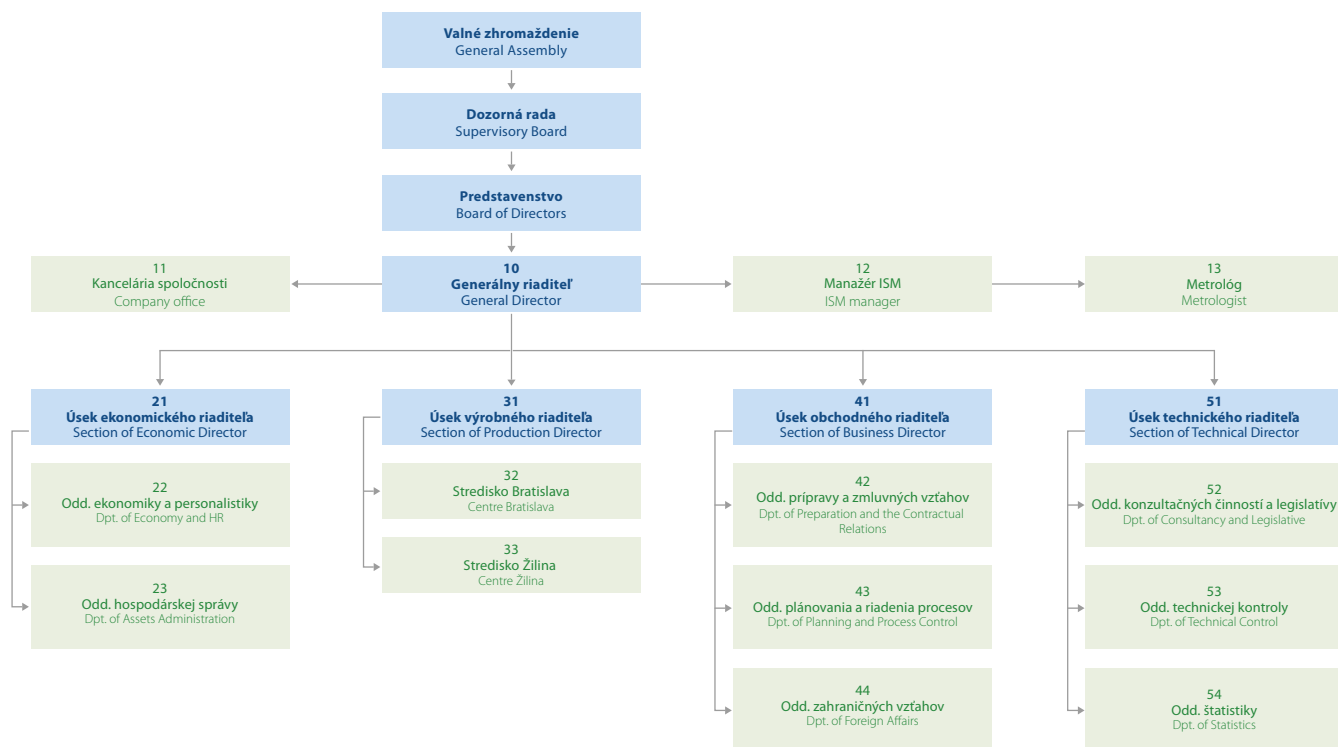 Valné zhromaždenie
General Assembly
Dozorná rada
Supervisory Board
Predstavenstvo
Board of Directors
11
Kancelária spoločnosti
Company office
10
Generálny riaditeľ
General Director
12
Manažér ISM
ISM manager
13
Metrológ
Metrologist
21
Úsek ekonomického riaditeľa
Section of Economic Director
22
Odd. ekonomiky a personalistiky
Dpt. of Economy and HR
23
Odd. hospodárskej správy
Dpt. of Assets Administration
31
Úsek výrobného riaditeľa
Section of Production Director
32
Stredisko Bratislava
Centre Bratislava
33
Stredisko Žilina
Centre Žilina
41
Úsek obchodného riaditeľa
Section of Business Director
42
Odd. prípravy a zmluvných vzťahov
Dpt. of Preparation and the Contractual
Relations
43
Odd. plánovania a riadenia procesov
Dpt. of Planning and Process Control
44
Odd. zahraničných vzťahov
Dpt. of Foreign Affairs
51
Úsek technického riaditeľa
Section of Technical Director
52
Odd. konzultačných činností a legislatívy
Dpt. of Consultancy and Legislative
53
Odd. technickej kontroly
Dpt. of Technical Control
54
Odd. štatistiky
Dpt. of Statistics